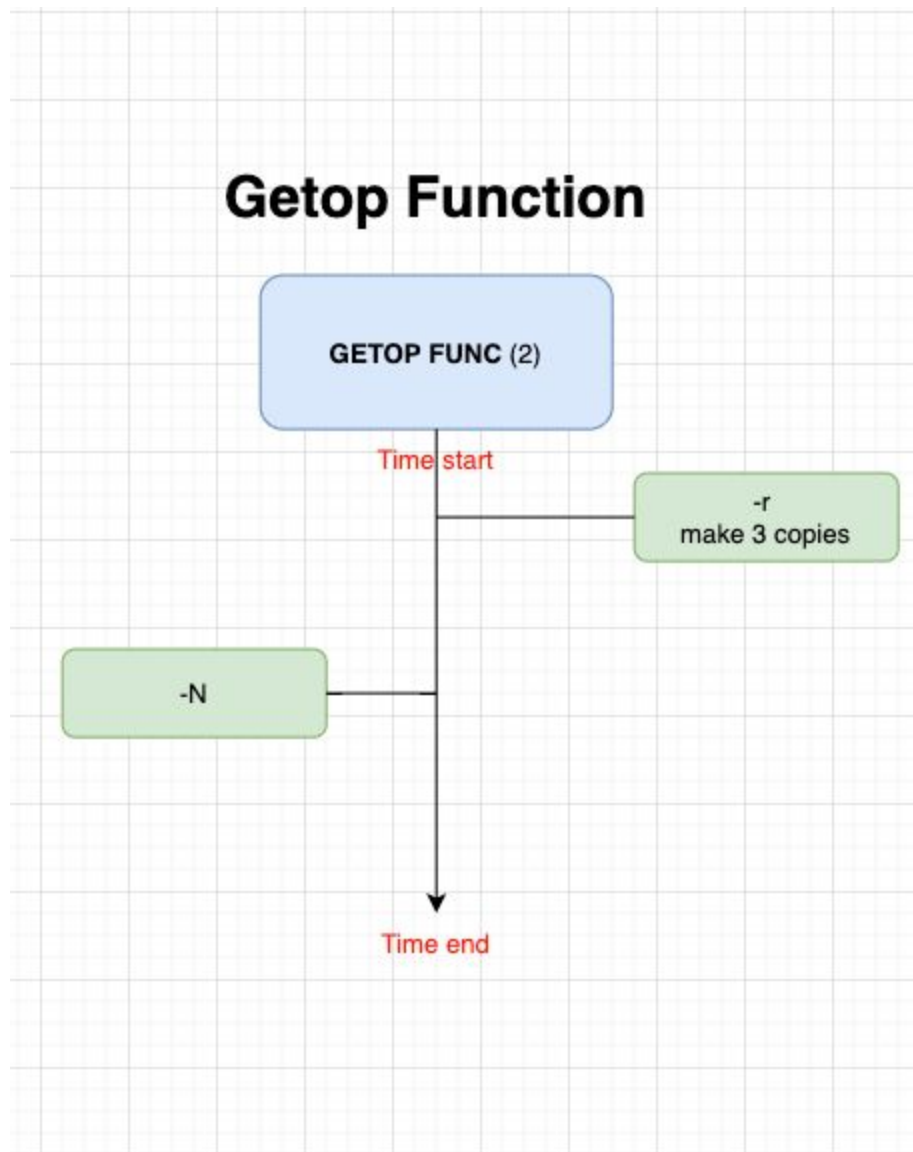 Getop Function
GETOP FUNC (2)
Time start
-r
make 3 copies
-N
Time end